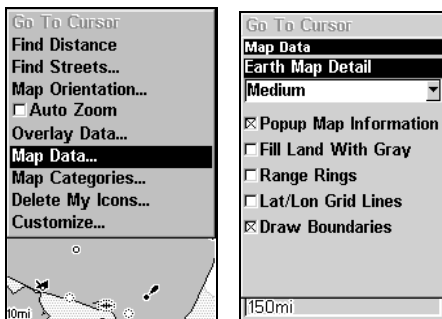 Go To Cursor
Find Distance
Find Streets...
Map Orientation...
Auto Zoom
Overlay Data...
Map Data...
Map Categories...
Delete My Icons...
Customize...
10mi
Go To Cursor
Map Data
Earth Map Detail
Medium
Popup Map Information
Fill Land With Gray
Range Rings
Lat/Lon Grid Lines
Draw Boundaries
150mi